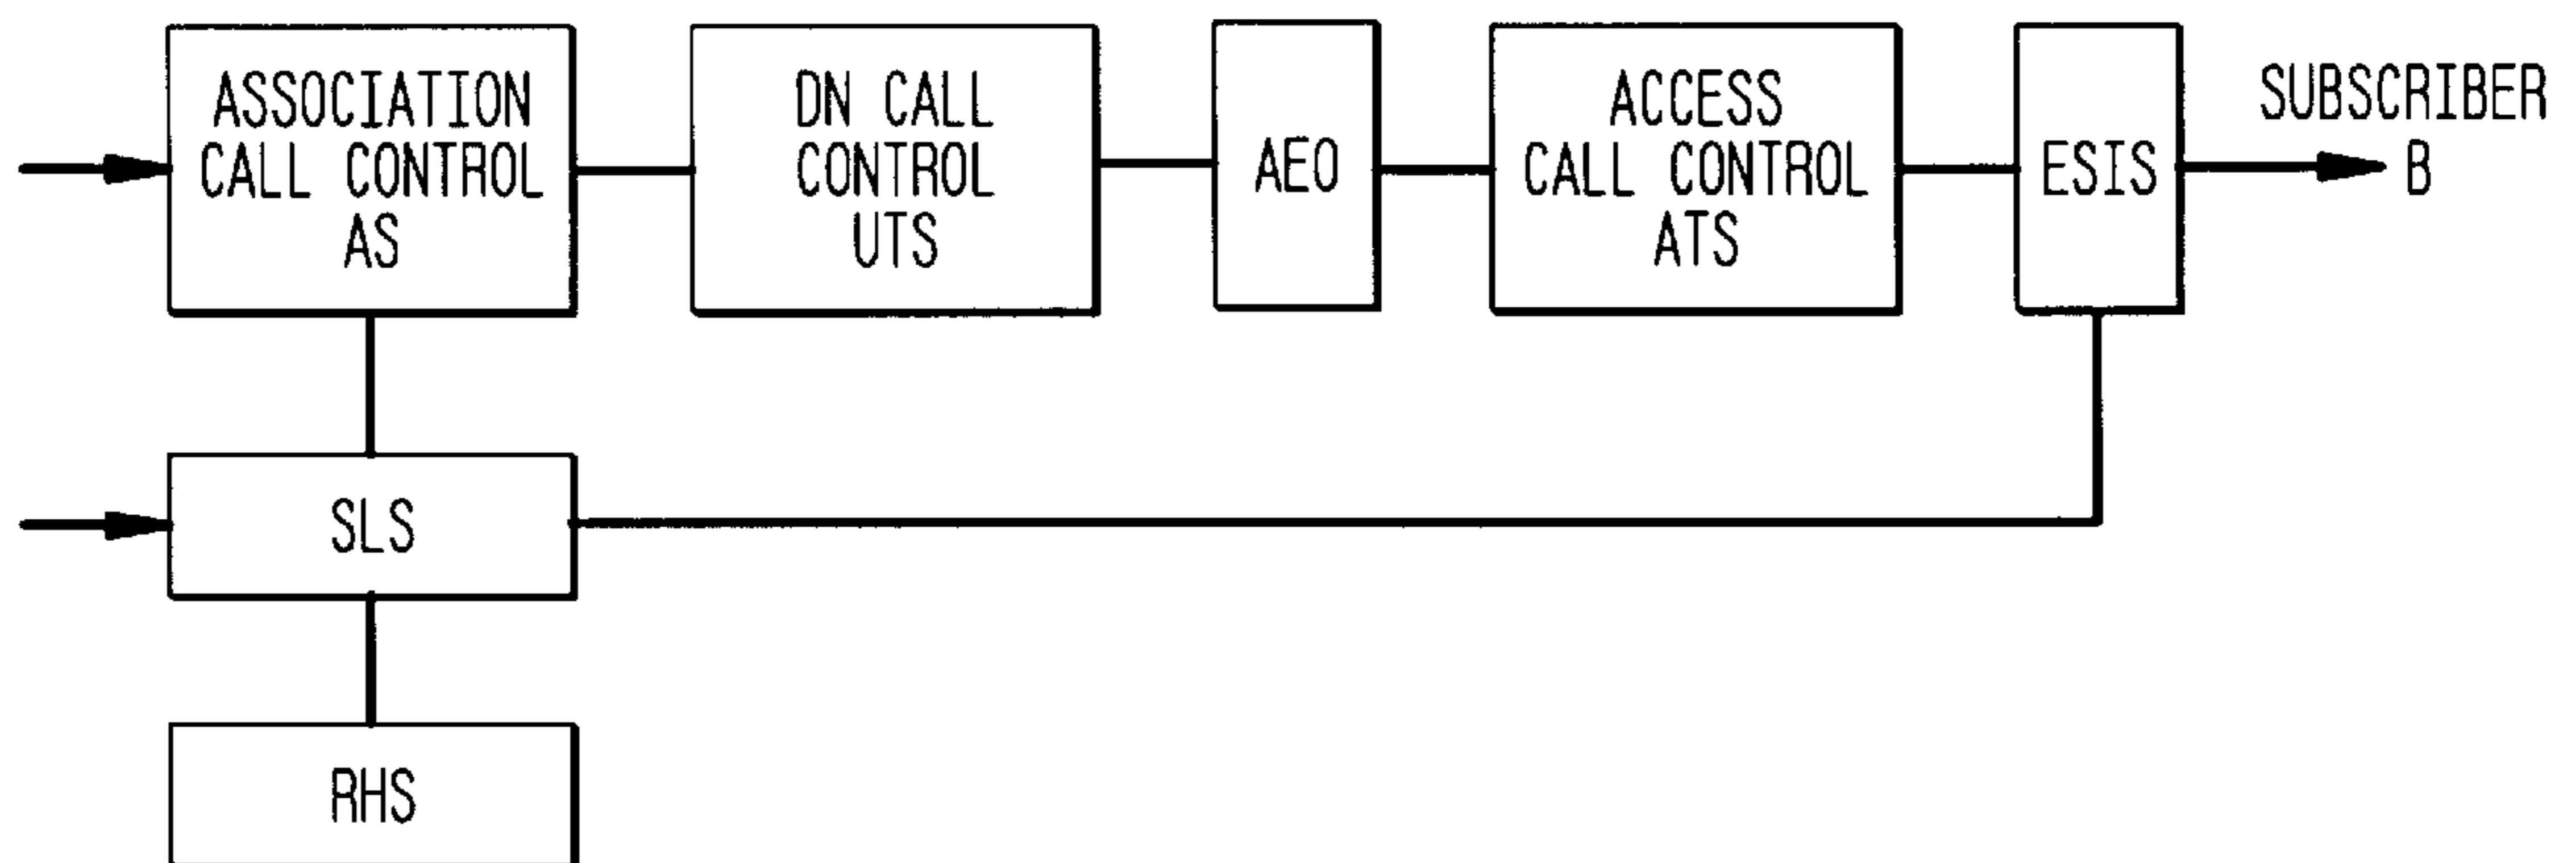 ASSOCIATION
CALL CONTROL
AS
DN CALL
CONTROL
UTS
AEO
ACCESS
CALL CONTROL
ATS
ESIS
SUBSCRIBER
B
SLS
RHS